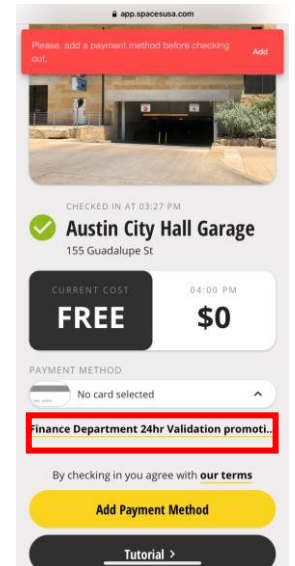 app.spacesusa.com
Please, add a payment method before checking
out.
Add
CHECKED IN AT 03:27 PM
Austin City Hall Garage
155 Guadalupe St
CURRENT COST
FREE
04:00 PM
$0
PAYMENT METHOD
No card selected
Finance Department 24hr Validation promoti..
By checking in you agree with our terms
Add Payment Method
Tutorial >